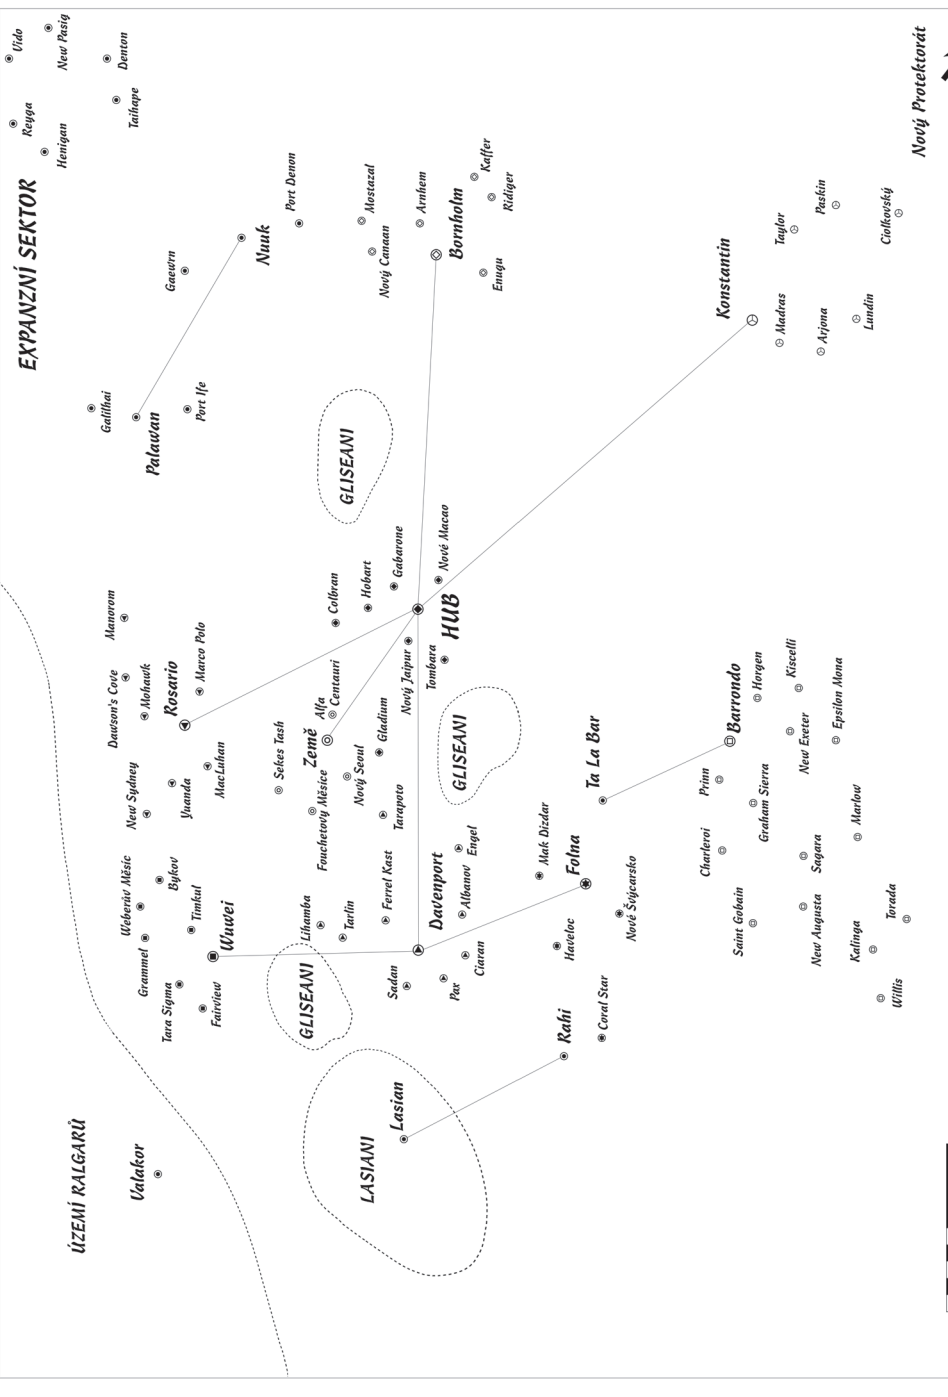 ÚZEMÍ RALGARŮ
Valakor
LASIANI
Lasian
Rahi
Coral Star
GLISEANI
Tara Sigma
Fairview
Grammel
Weberův Měsíc
Bykov
Timkul
Wuwei
Lihamba
Tarlin
Ferrel Kast
Sadan
Pax
Ciaran
Davenport
Albanov
Engel
Haveloc
Mak Dizdar
Folna
Nové Švýcarsko
Ta La Bar
New Sydney
Yuanda
MacLuhan
Dawson's Cove
Mohawk
Manorom
Rosario
Marco Polo
Sekes Tash
Fouchetovy Měsíce
Země
Alfa
Centauri
Nový Seoul
Gladium
Tarapoto
GLISEANI
Colbran
Hobart
Gabarone
Nové Macao
Nový Jaipur
Tombara
HUB
GLISEANI
Galilhai
Palawan
Port Ife
Gaewrn
Nuuk
Port Denon
EXPANZNÍ SEKTOR
Vido
New Pasig
Reyga
Henigan
Denton
Taihape
Mostazal
Nový Canaan
Arnhem
Bornholm
Kaffer
Ridiger
Enugu
Konstantin
Madras
Arjona
Lundin
Taylor
Paskin
Ciolkovský
Nový Protektorát
Barrondo
Horgen
Kiscelli
New Exeter
Epsilon Mona
Prinn
Graham Sierra
Charleroi
Sagara
Marlow
Saint Gobain
New Augusta
Kalinga
Torada
Willis